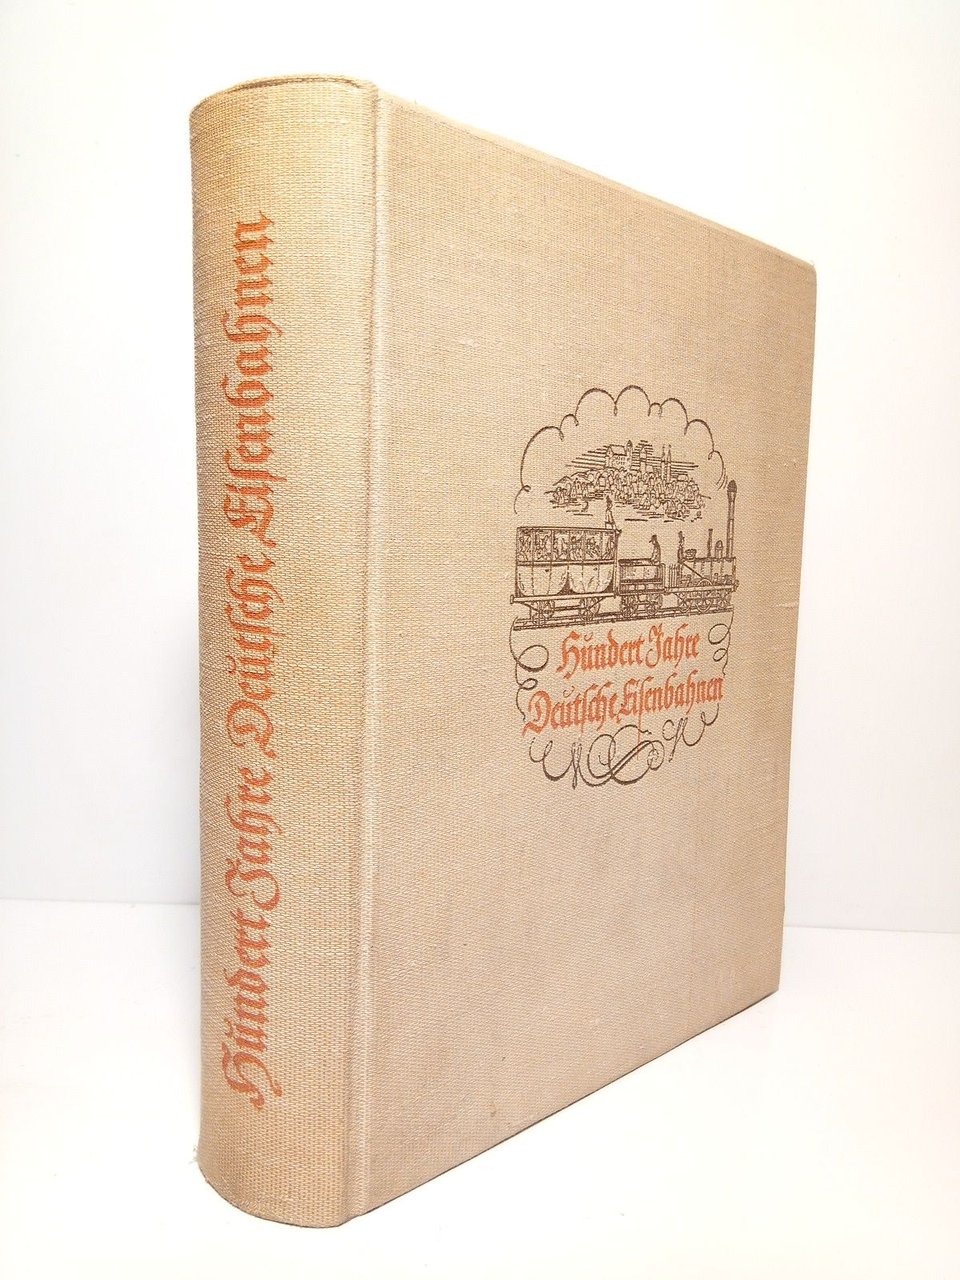 Hundert Jahre Deutsche Eisenbahnen
Hundert Jahre
Deutsche Eisenbahnen